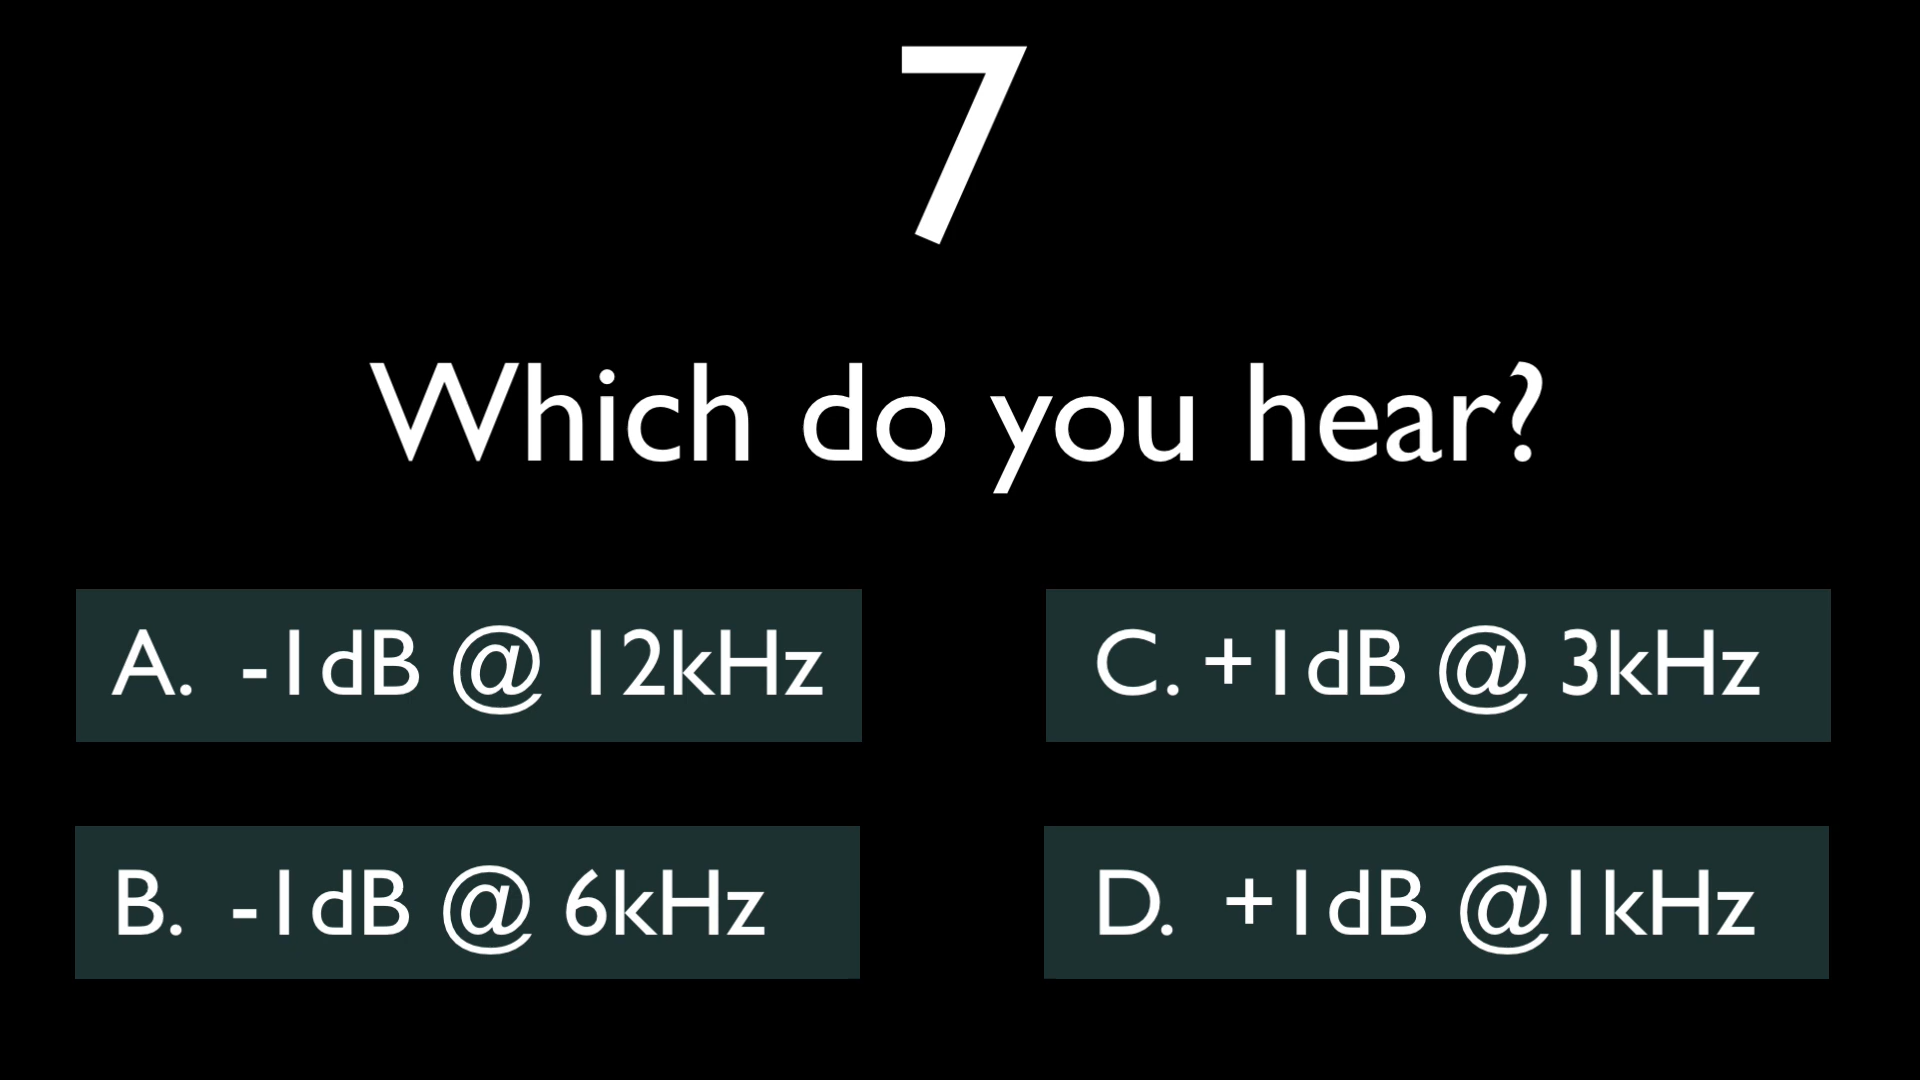 7
Which do you hear?
A. -1dB @ 12kHz
C. +1dB @ 3kHz
B. -1dB @ 6kHz
D. +1dB @1kHz